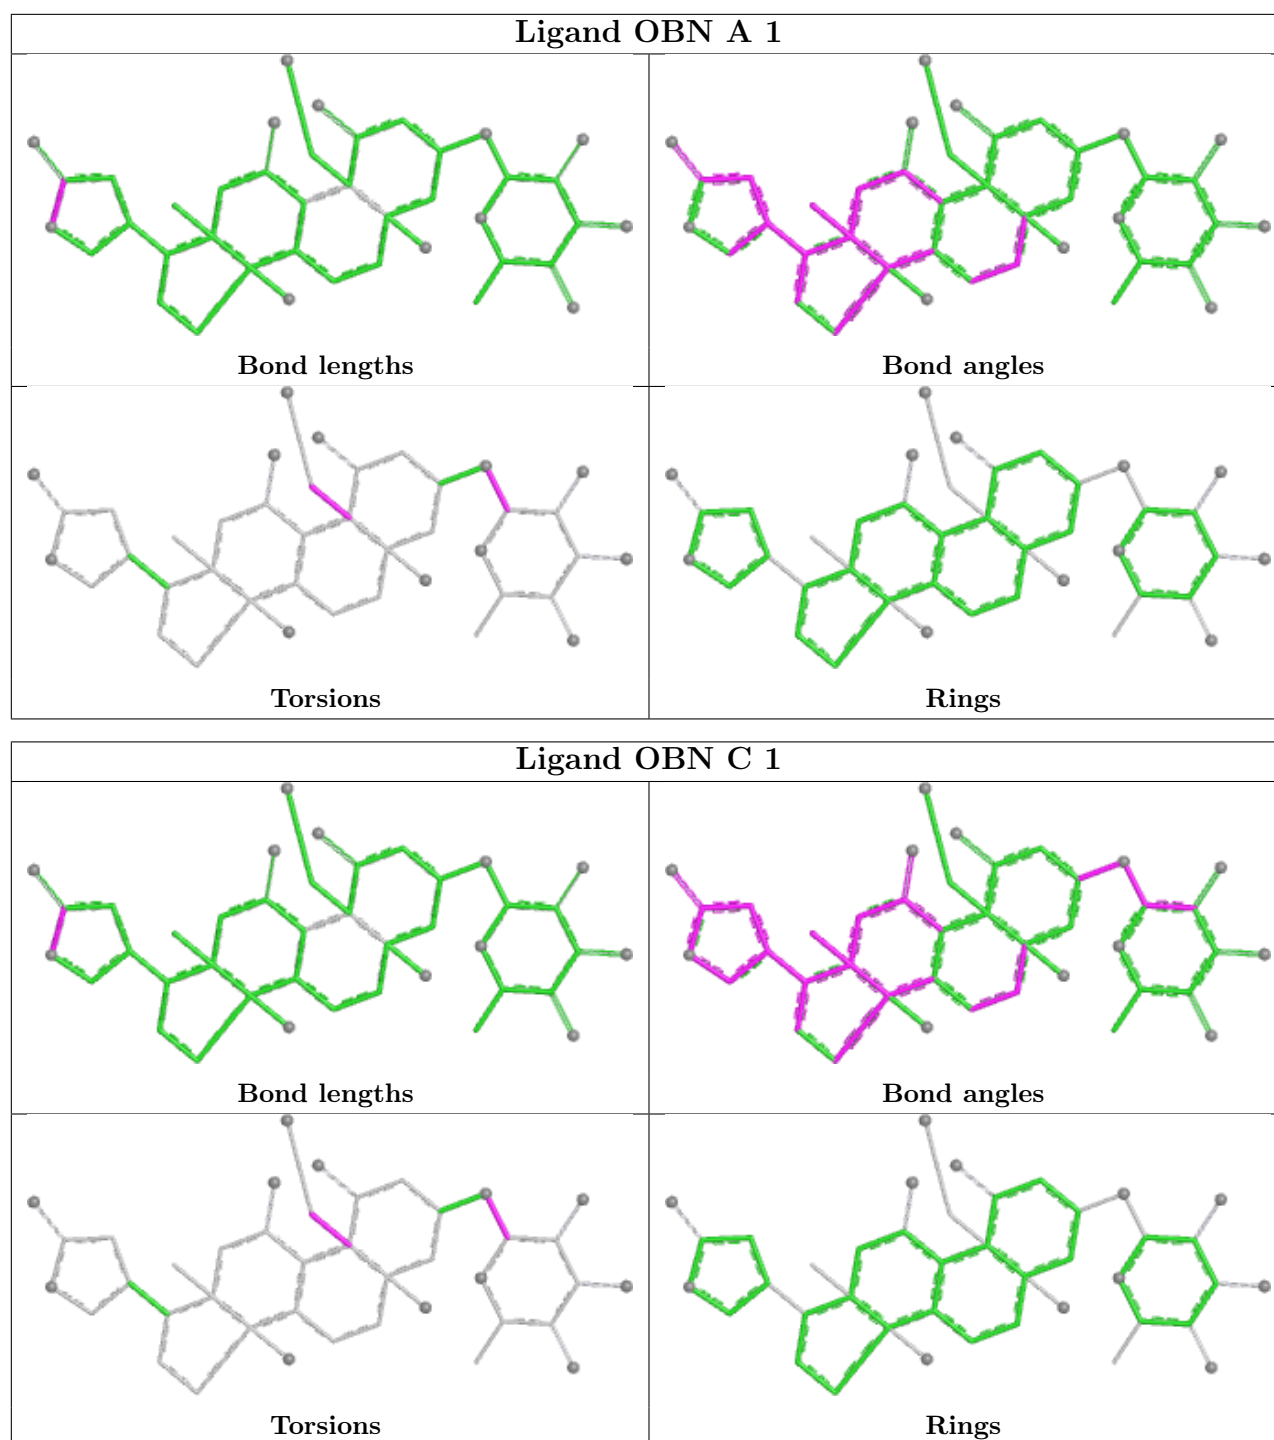 Ligand OBN A 1
Bond lengths
Bond angles
Torsions
Rings
Ligand OBN C 1
Bond lengths
Bond angles
Torsions
Rings